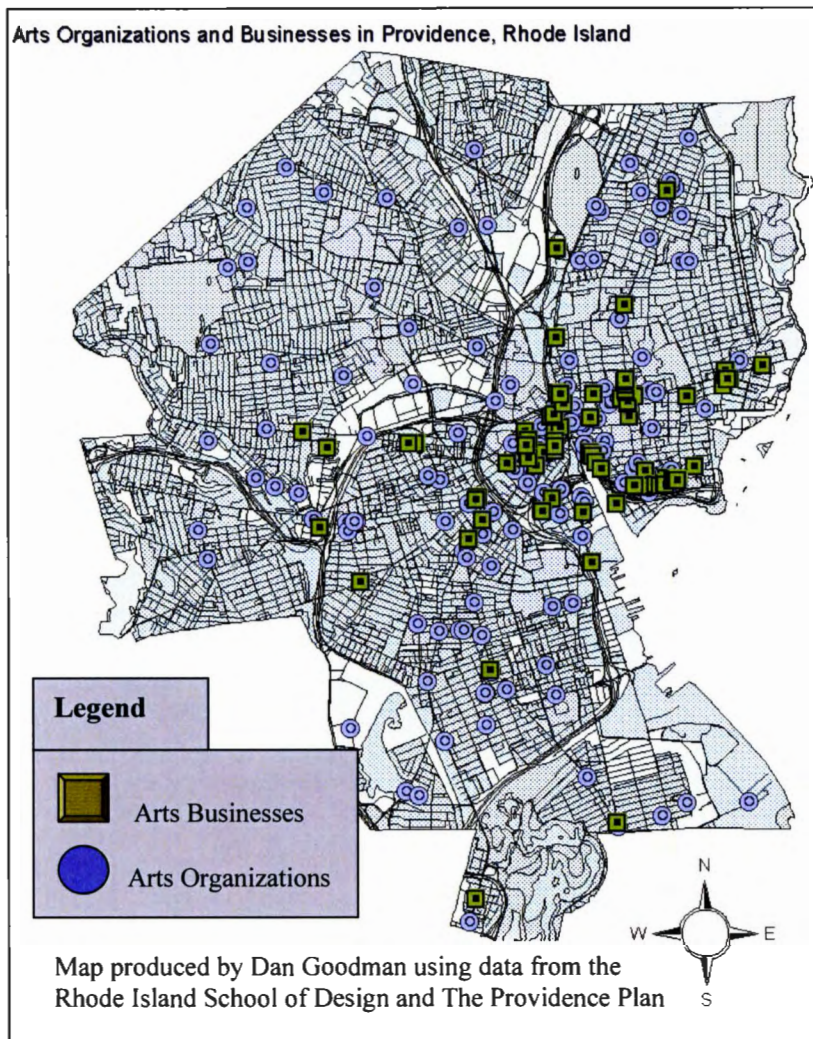 Arts Organizations and Businesses in Providence, Rhode Island
Legend
Arts Businesses
Arts Organizations
N
W E
S
Map produced by Dan Goodman using data from the
Rhode Island School of Design and The Providence Plan